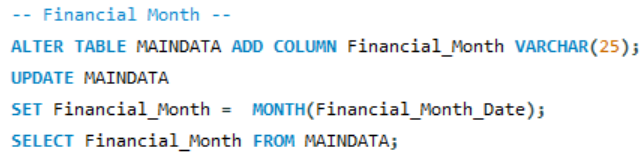 -- Financial Month --
ALTER TABLE MAINDATA ADD COLUMN Financial_Month VARCHAR(25);
UPDATE MAINDATA
SET Financial_Month =  MONTH(Financial_Month_Date);
SELECT Financial_Month FROM MAINDATA;